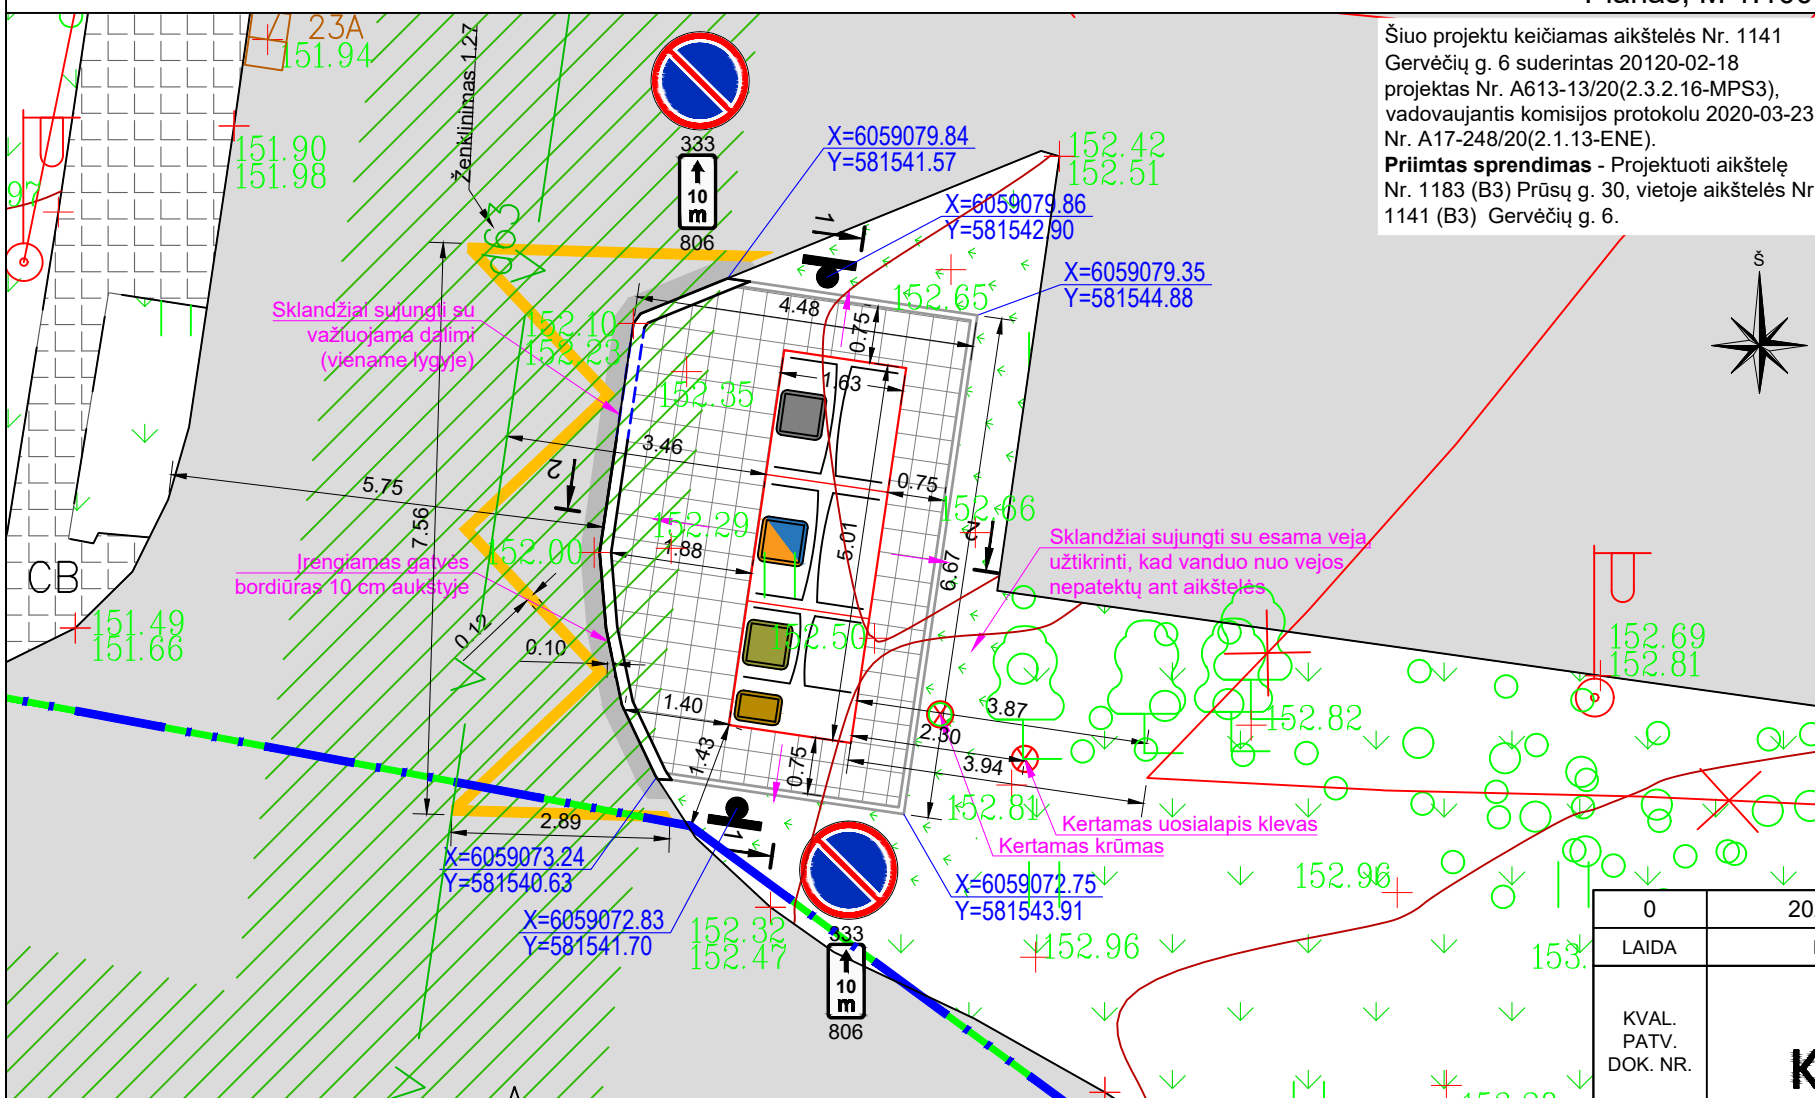 23A
151.94
Ženklinimas 1.27
333
10
m
806
Šiuo projektu keičiamas aikštelės Nr. 1141
Gervėčių g. 6 suderintas 20120-02-18
projektas Nr. A613-13/20(2.3.2.16-MPS3),
vadovaujantis komisijos protokolu 2020-03-23
Nr. A17-248/20(2.1.13-ENE).
Priimtas sprendimas - Projektuoti aikštelę
Nr. 1183 (B3) Prūsų g. 30, vietoje aikštelės Nr
1141 (B3) Gervėčių g. 6.
X=6059079.84
Y=581541.57
152.42
152.51
151.90
151.98
X=6059079.86
Y=581542.90
1
X=6059079.35
Y=581544.88
Š
152.65
4.48
0.75
Sklandžiai sujungti su
važiuojama dalimi
(viename lygyje)
152.10
152.23
152.35
1.63
3.46
2
5.75
7.56
0.75
152.66
2
152.29
152.00
1.88
5.01
6.67
Sklandžiai sujungti su esama veja,
užtikrinti, kad vanduo nuo vejos
nepatektų ant aikštelės
Įrengiamas gatvės
bordiūras 10 cm aukštyje
CB
151.49
151.66
0.12
0.10
152.50
152.69
152.81
1.40
1.43
0.75
3.87
2.30
3.94
152.82
152.81
Kertamas uosialapis klevas
Kertamas krūmas
2.89
1
X=6059073.24
Y=581540.63
X=6059072.83
Y=581541.70
X=6059072.75
Y=581543.91
152.32
152.47
333
10
m
806
152.96
152.96
153.
0
20
LAIDA
KVAL.
PATV.
DOK. NR.
K